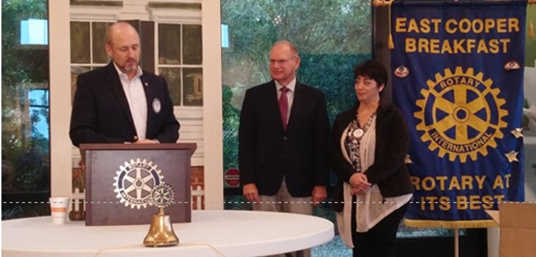 EAST COOPER
BREAKFAST
ROTARY
INTERNATIONAL
ROTARY AT
ITS BEST